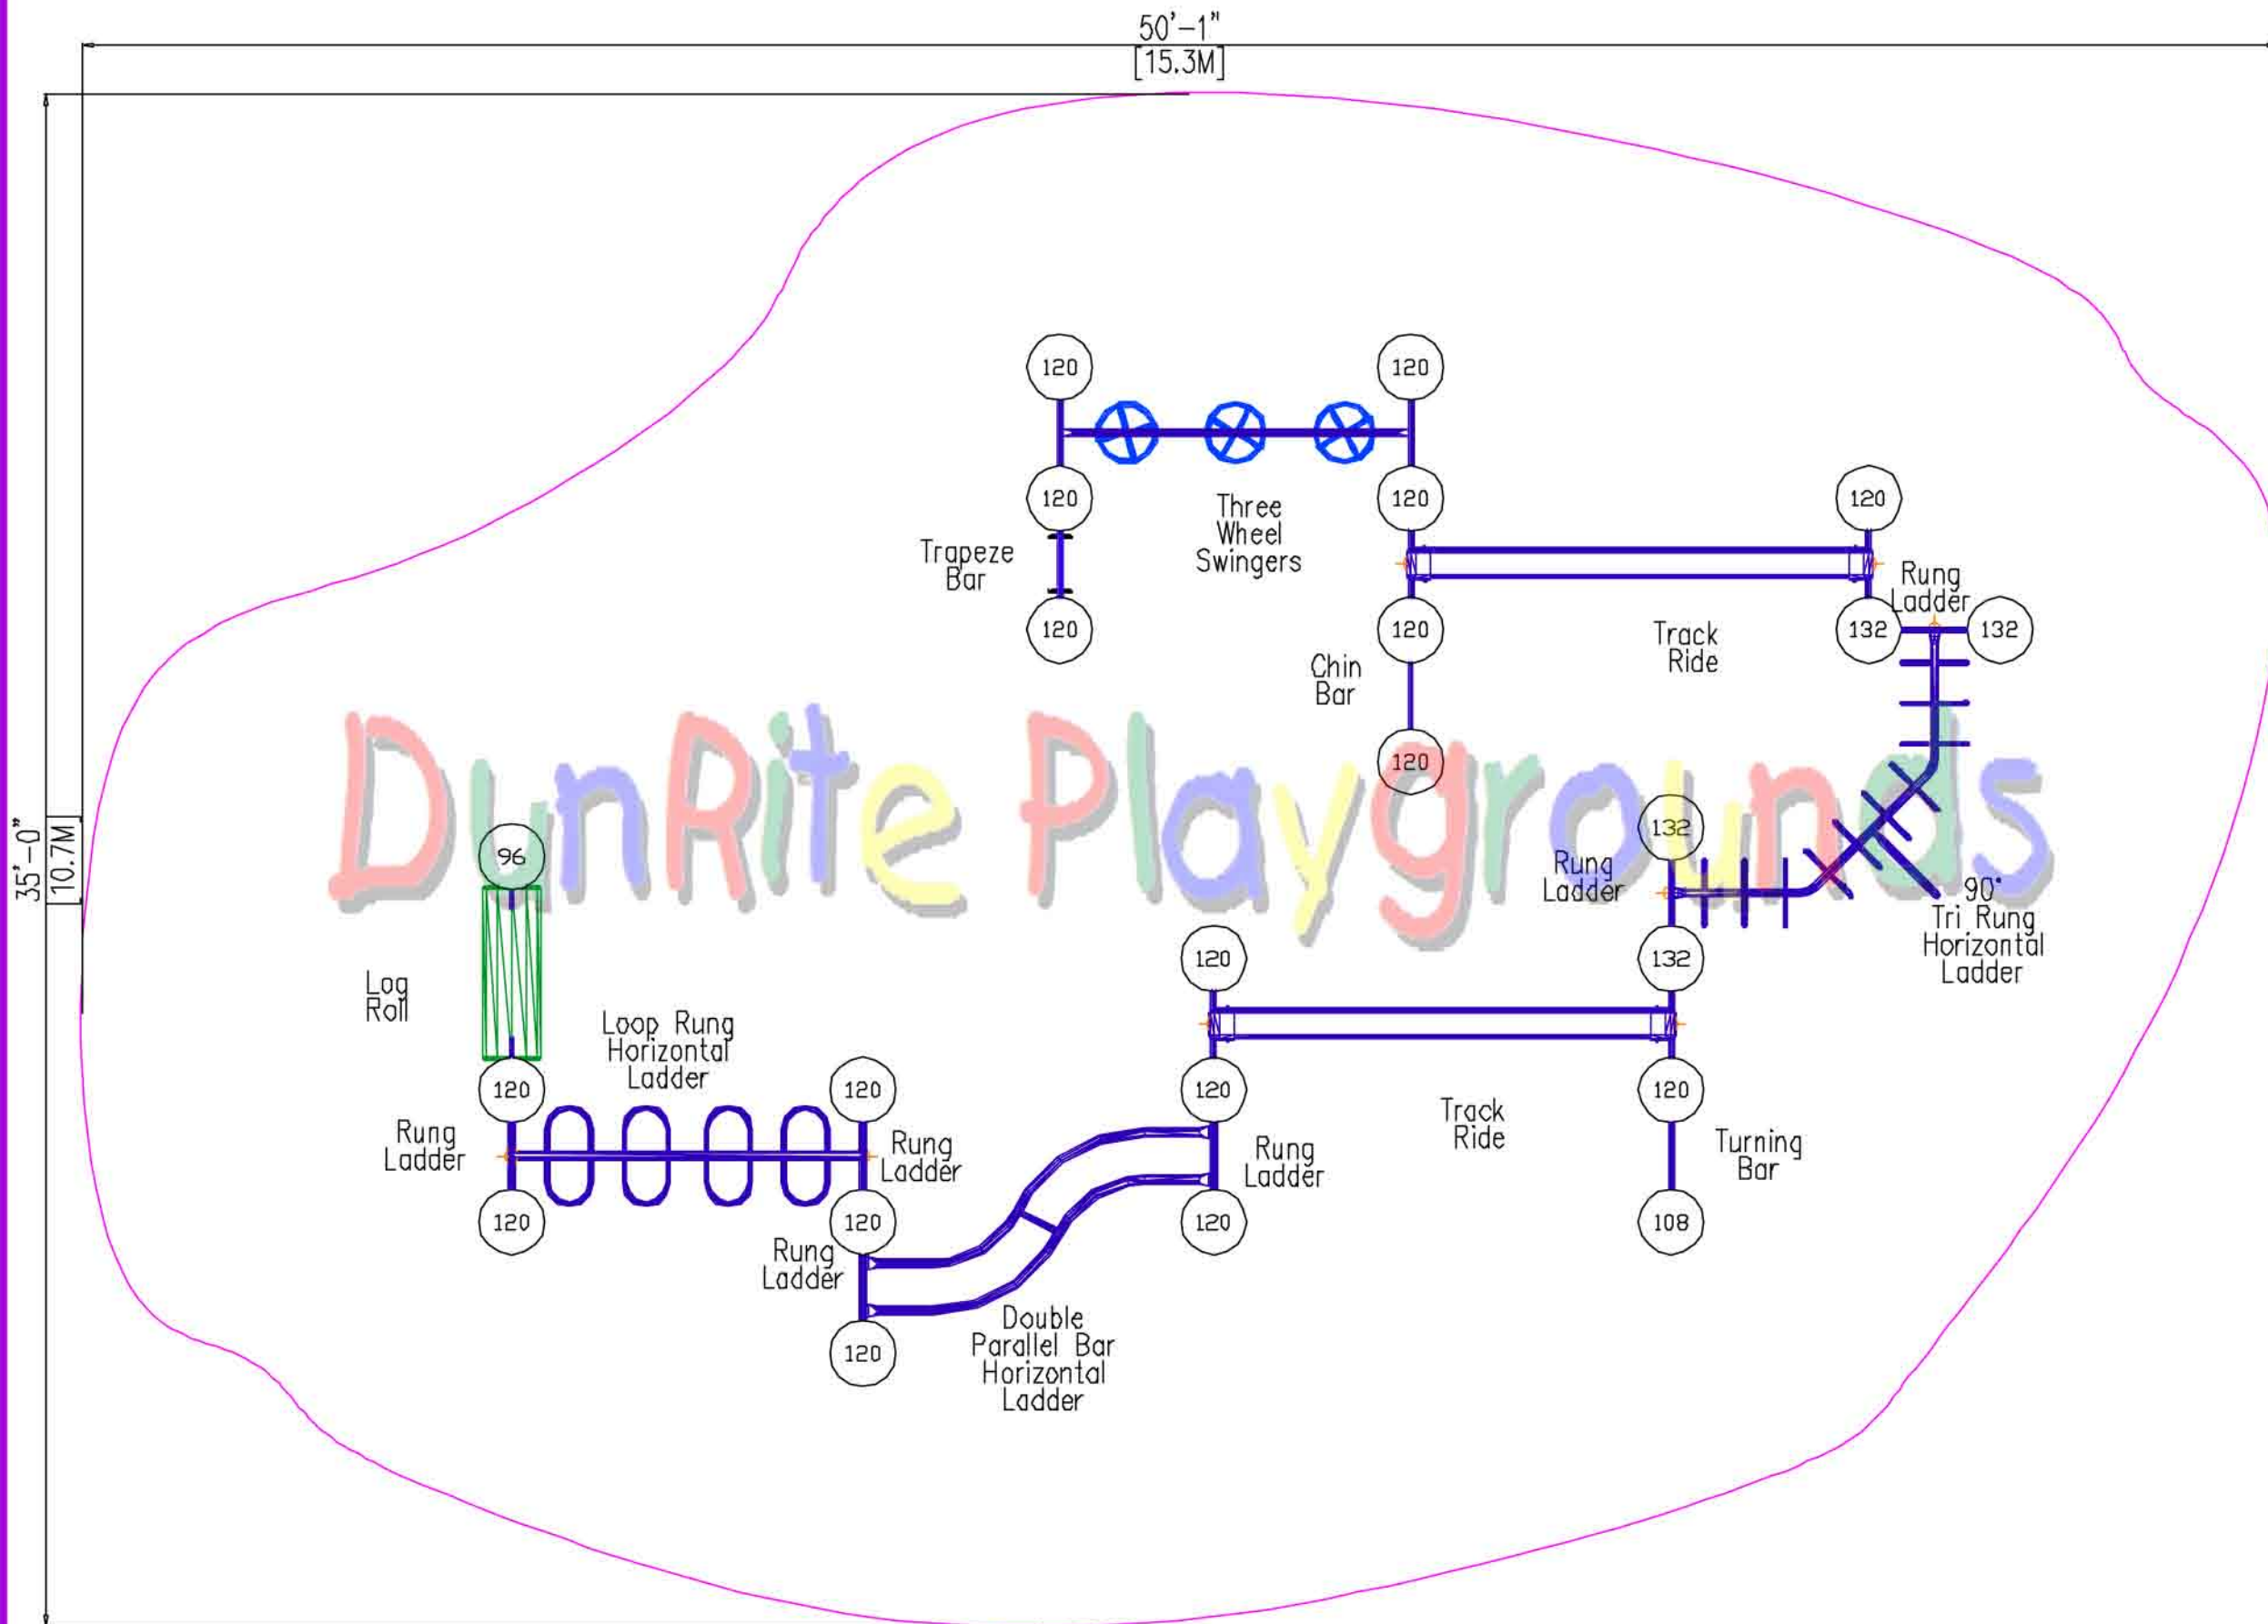 50'-1"
[15.3M]
120
120
120
Three
Wheel
Swingers
120
120
Trapeze
Bar
Rung
Ladder
120
120
132
132
Track
Ride
Chin
Bar
120
DunRite Playgrounds
35'-0"
[10.7M]
132
96
Rung
Ladder
90°
Tri Rung
Horizontal
Ladder
120
132
Log
Roll
Loop Rung
Horizontal
Ladder
120
120
120
120
Track
Ride
Rung
Ladder
Rung
Ladder
Rung
Ladder
Turning
Bar
120
120
120
108
Rung
Ladder
120
Double
Parallel Bar
Horizontal
Ladder